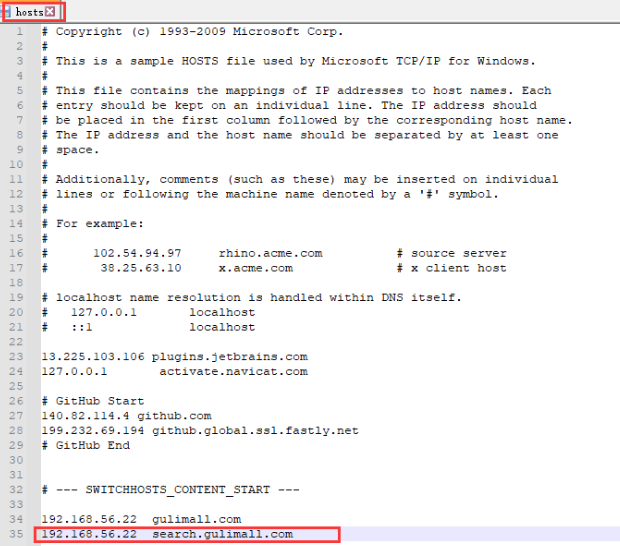 hosts
1 # Copyright (c) 1993-2009 Microsoft Corp.
2 #
3 # This is a sample HOSTS file used by Microsoft TCP/IP for Windows.
4 #
5 # This file contains the mappings of IP addresses to host names. Each
6 # entry should be kept on an individual line. The IP address should
7 # be placed in the first column followed by the corresponding host name.
8 # The IP address and the host name should be separated by at least one
9 # space.
10 #
11 # Additionally, comments (such as these) may be inserted on individual
12 # lines or following the machine name denoted by a '#' symbol.
13 #
14 # For example:
15 #
16 #      102.54.94.97     rhino.acme.com          # source server
17 #       38.25.63.10     x.acme.com              # x client host
18
19 # localhost name resolution is handled within DNS itself.
20 #   127.0.0.1       localhost
21 #   ::1             localhost
22
23 13.225.103.106 plugins.jetbrains.com
24 127.0.0.1       activate.navicat.com
25
26 # GitHub Start
27 140.82.114.4 github.com
28 199.232.69.194 github.global.ssl.fastly.net
29 # GitHub End
30
31
32 # --- SWITCHHOSTS_CONTENT_START ---
33
34 192.168.56.22  gulimall.com
35 192.168.56.22  search.gulimall.com